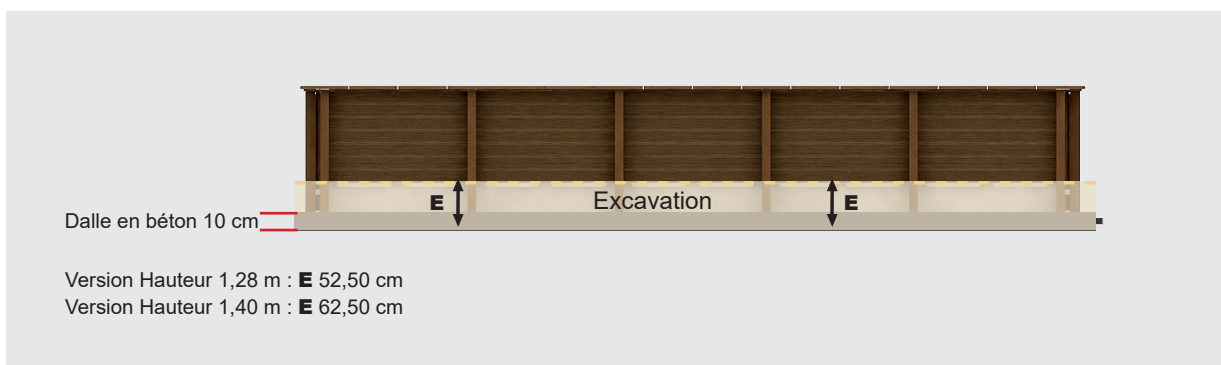 E Excavation E
Dalle en béton 10 cm
Version Hauteur 1,28 m : E 52,50 cm
Version Hauteur 1,40 m : E 62,50 cm